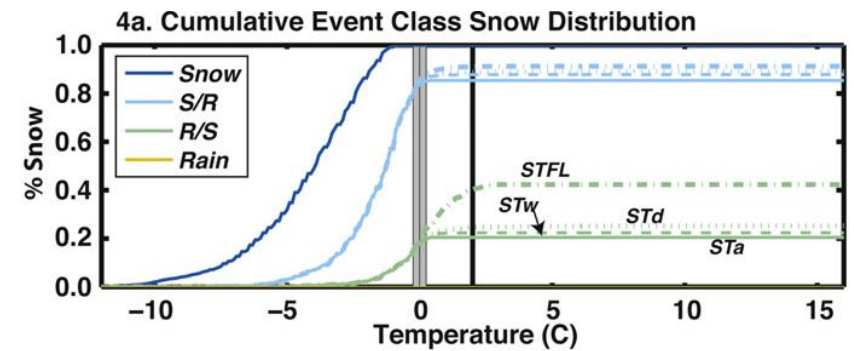 4a. Cumulative Event Class Snow Distribution
% Snow
1.0
0.8
0.6
0.4
0.2
0.0
Snow
S/R
R/S
Rain
STFL
STw
STd
STa
−10 −5 0 5 10 15
Temperature (C)